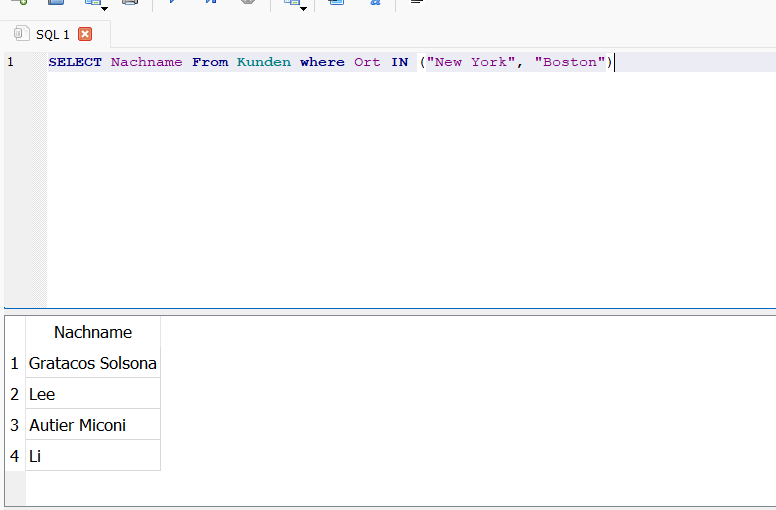 SQL 1
1 SELECT Nachname From Kunden where Ort IN ("New York", "Boston")
Nachname
1 Gratacos Solsona
2 Lee
3 Autier Miconi
4 Li